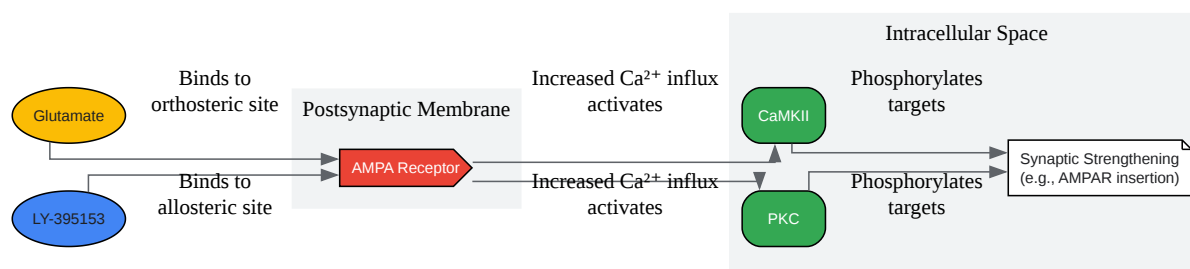 Intracellular Space
Binds to
orthosteric site
Increased Ca²⁺ influx
activates
Phosphorylates
targets
Glutamate
Postsynaptic Membrane
CaMKII
AMPA Receptor
Synaptic Strengthening
(e.g., AMPAR insertion)
Binds to
allosteric site
Increased Ca²⁺ influx
activates
Phosphorylates
targets
LY-395153
PKC